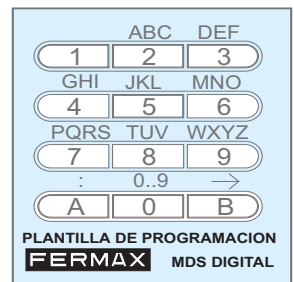 ABC DEF
1 2 3
GHI JKL MNO
4 5 6
PQRS TUV WXYZ
7 8 9
: 0..9 →
A 0 B
PLANTILLA DE PROGRAMACION
FERMAX MDS DIGITAL